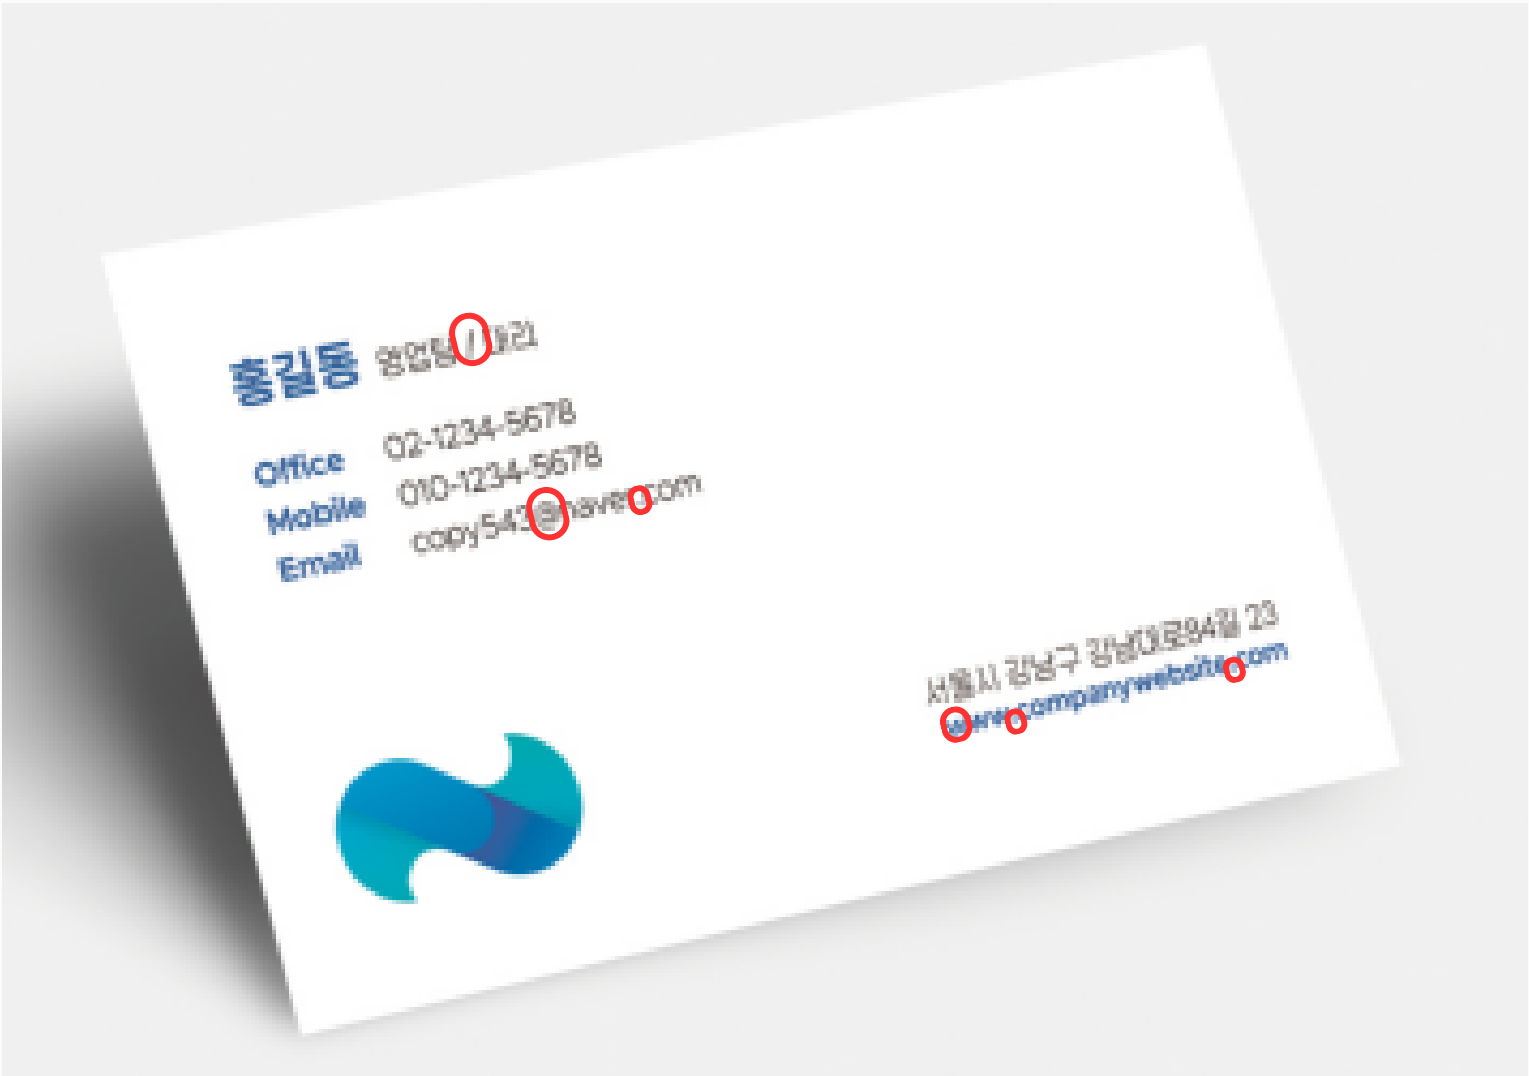 홍길동 영업팀 / 대리
Office 02-1234-5678
Mobile 010-1234-5678
Email copy543@naver.com
서울시 강남구 강남대로94길 23
www.companywebsite.com